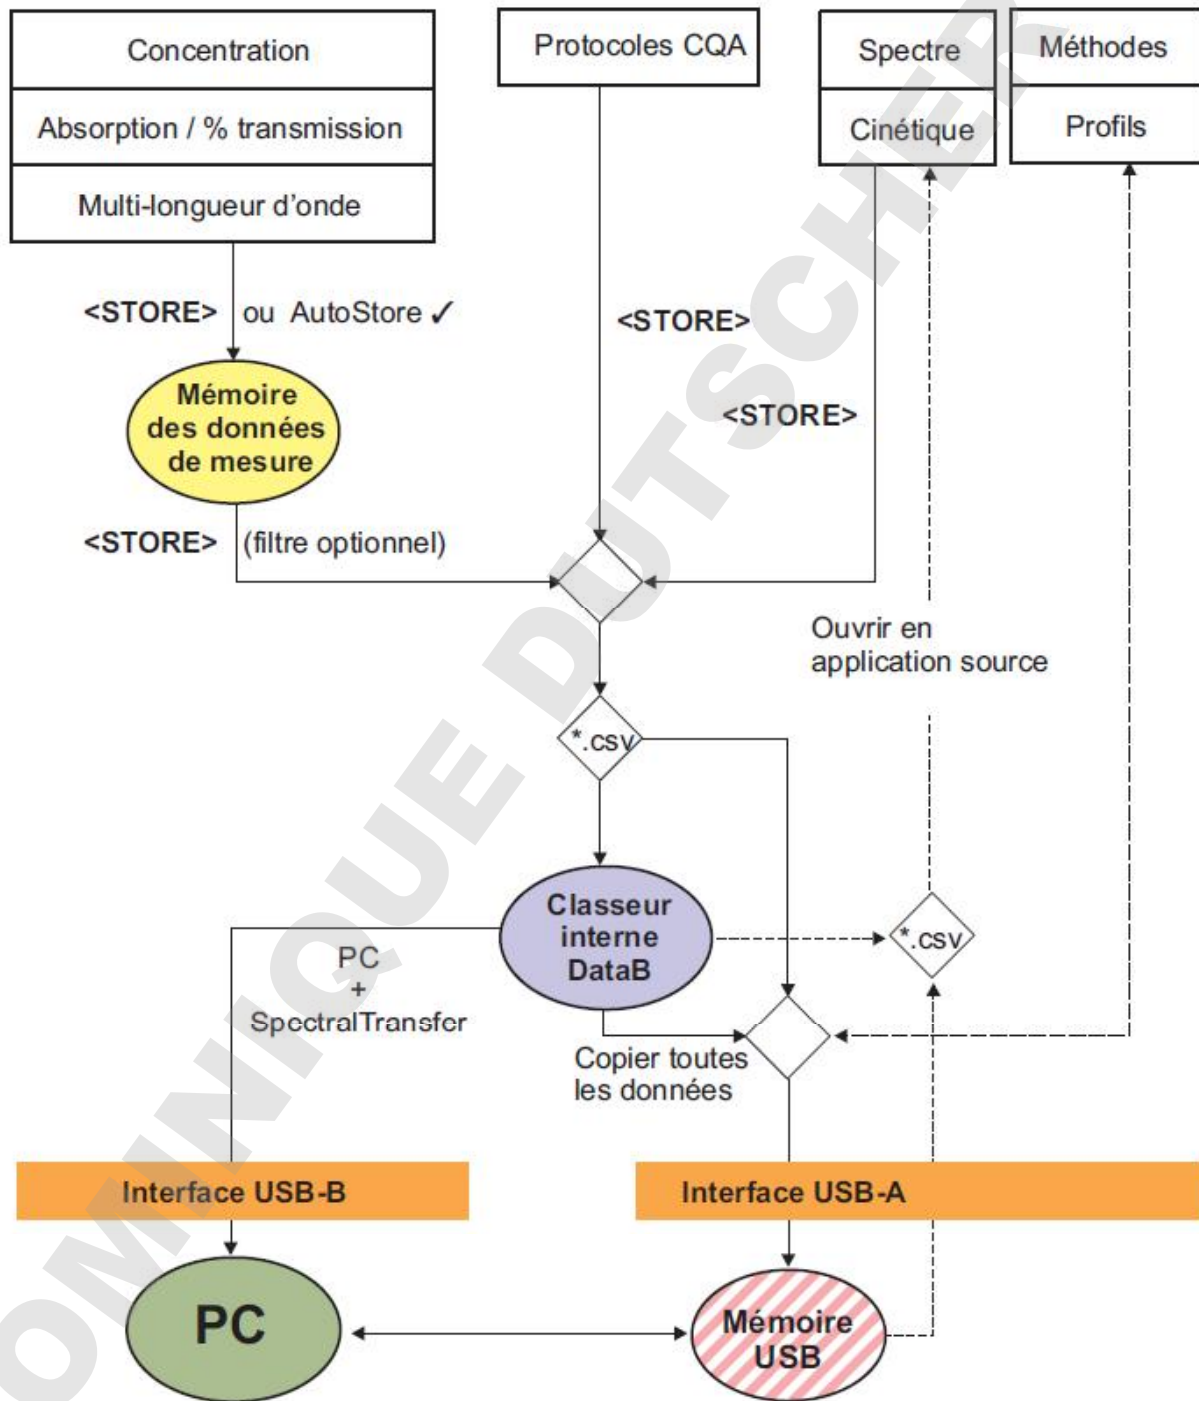 Concentration
Absorption / % transmission
Multi-longueur d'onde
Protocoles CQA
Spectre
Cinétique
Méthodes
Profils
<STORE> ou AutoStore ✓
<STORE>
<STORE>
Mémoire
des données
de mesure
<STORE> (filtre optionnel)
Ouvrir en
application source
*.csv
Classeur
interne
DataB
*.csv
PC
+
SpectralTransfer
Copier toutes
les données
Interface USB-B
Interface USB-A
PC
Mémoire
USB
OMINIQUE DUTSCHER